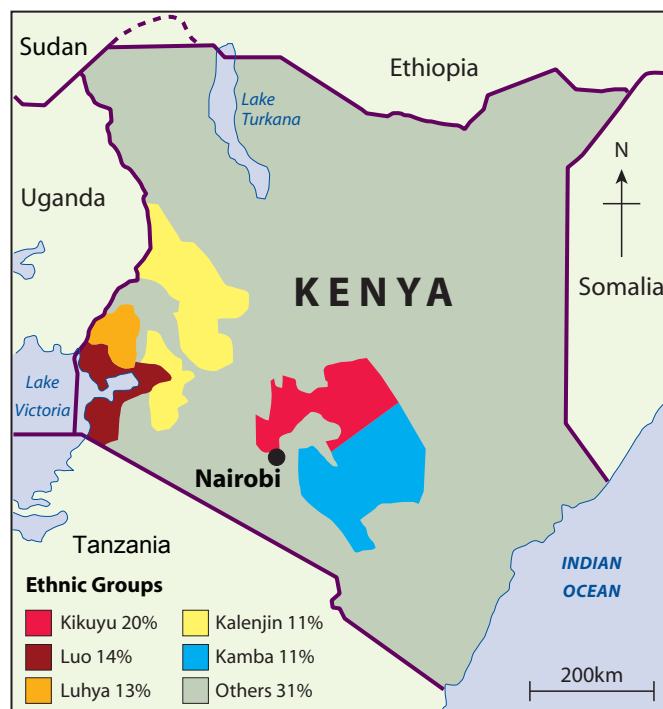 Sudan
Ethiopia
Lake
Turkana
N
Uganda
KENYA
Somalia
Lake
Victoria
Nairobi
Tanzania
INDIAN
OCEAN
Ethnic Groups
Kikuyu 20%
Kalenjin 11%
Luo 14%
Kamba 11%
Luhya 13%
Others 31%
200km